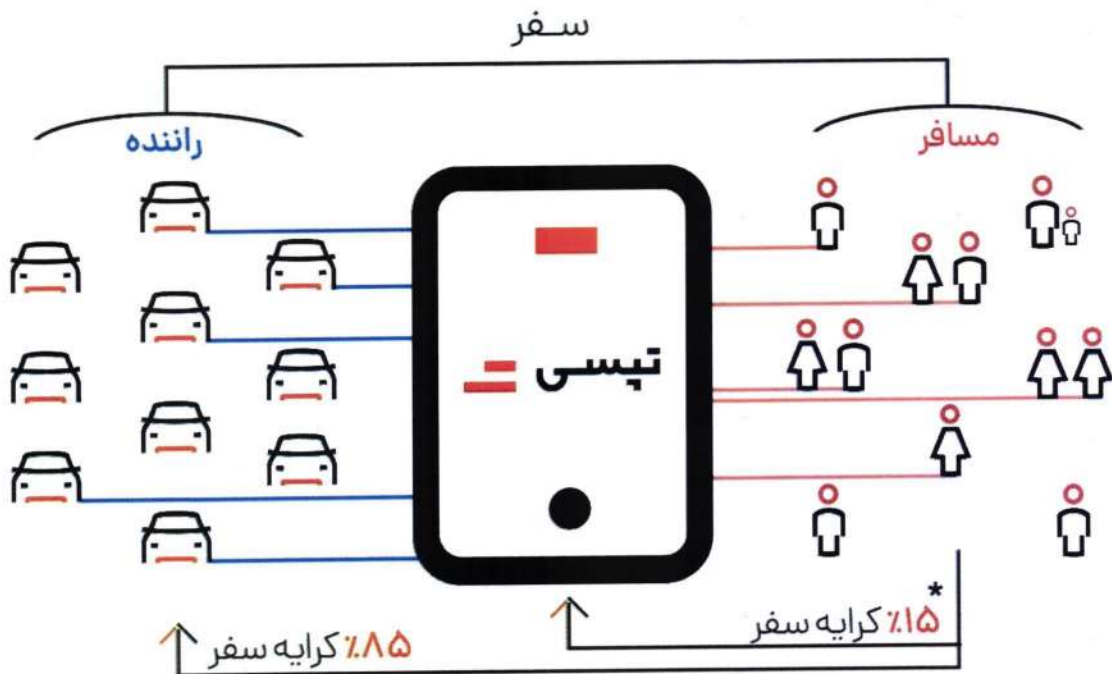 سفر
مسافر
راننده
تپسی
*
٪۱۵ کرایه سفر
٪۸۵ کرایه سفر